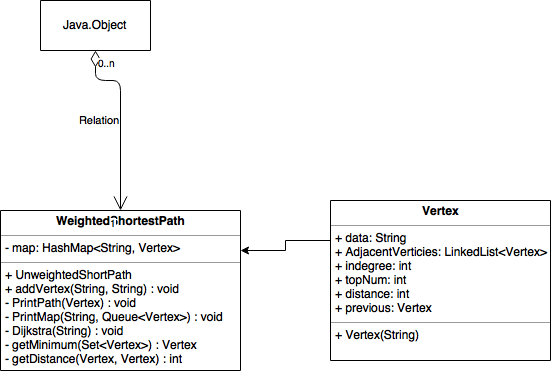 Java.Object
0..n
Relation
WeightedShortestPath
- map: HashMap<String, Vertex>
+ UnweightedShortPath
+ addVertex(String, String) : void
- PrintPath(Vertex) : void
- PrintMap(String, Queue<Vertex>) : void
- Dijkstra(String) : void
- getMinimum(Set<Vertex>) : Vertex
- getDistance(Vertex, Vertex) : int
Vertex
+ data: String
+ AdjacentVerticies: LinkedList<Vertex>
+ indegree: int
+ topNum: int
+ distance: int
+ previous: Vertex
+ Vertex(String)